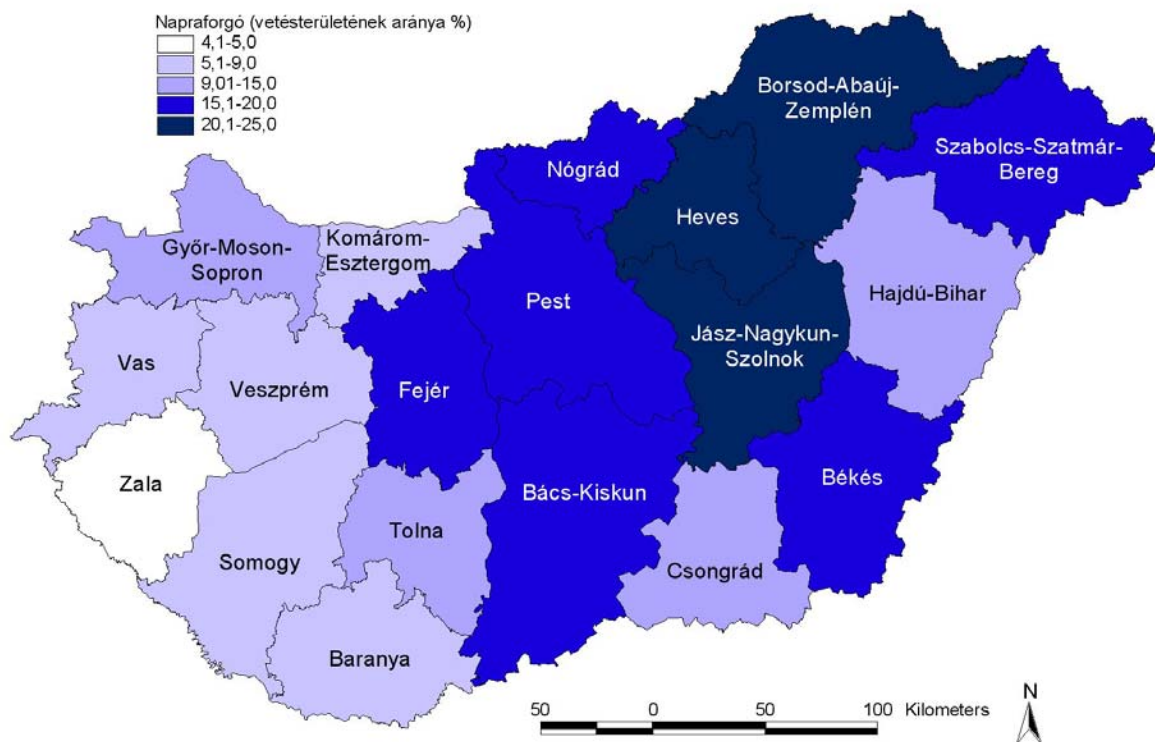 Napraforgó (vetésterületének aránya %)
4,1-5,0
5,1-9,0
9,01-15,0
15,1-20,0
20,1-25,0
Borsod-Abaúj-
Zemplén
Szabolcs-Szatmár-
Bereg
Nógrád
Heves
Győr-Moson-
Sopron
Komárom-
Esztergom
Pest
Hajdú-Bihar
Jász-Nagykun-
Szolnok
Vas
Veszprém
Fejér
Zala
Bács-Kiskun
Békés
Tolna
Somogy
Csongrád
Baranya
N
50 0 50 100 Kilometers